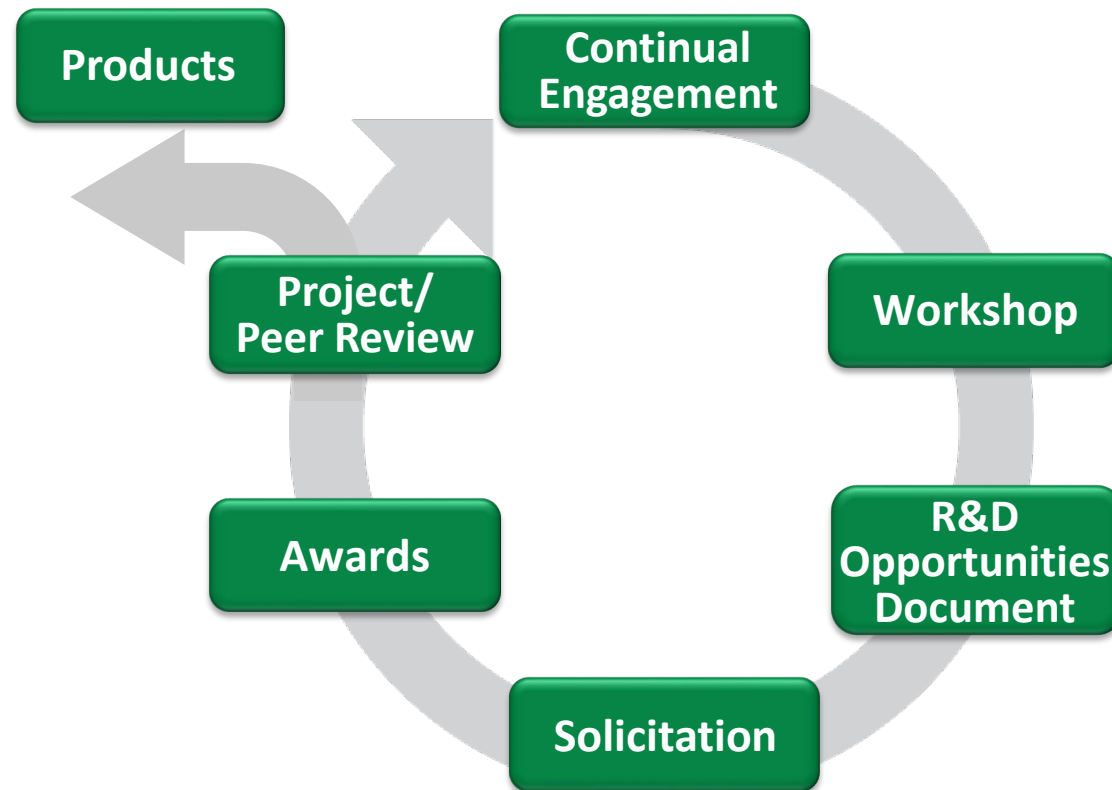 Products
Continual
Engagement
Project/
Peer Review
Workshop
Awards
R&D
Opportunities
Document
Solicitation